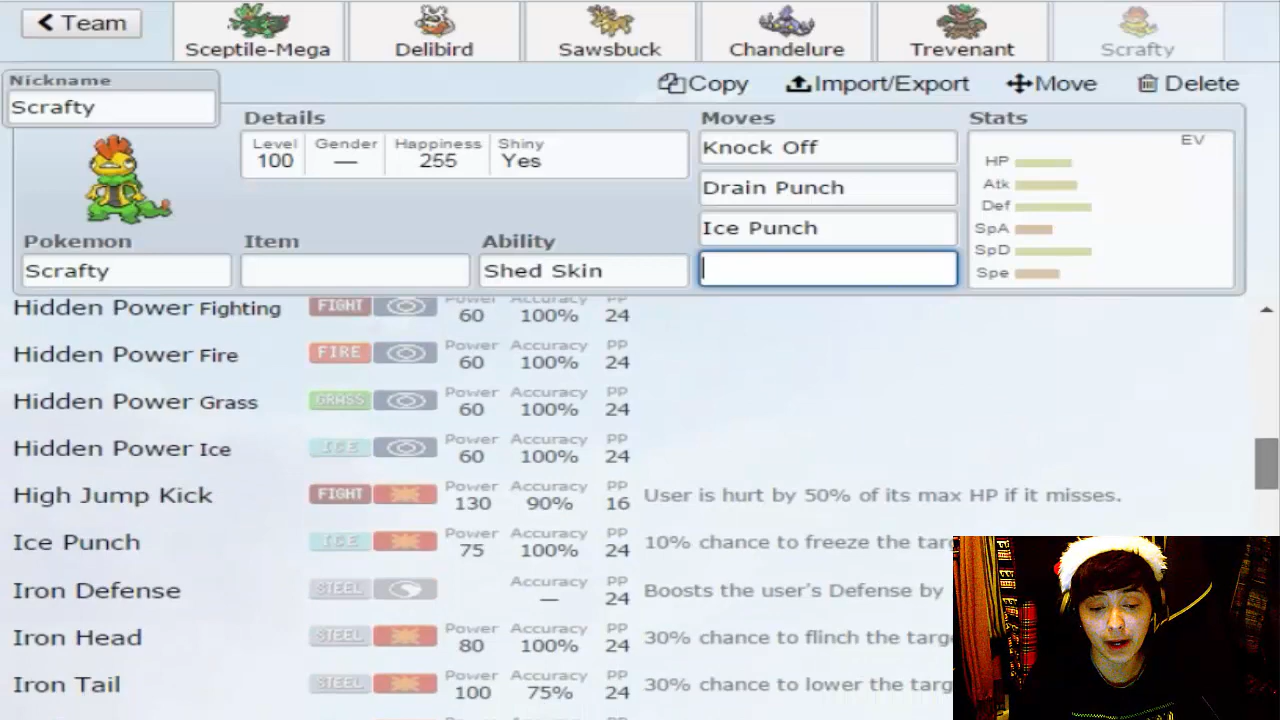 Team
Sceptile-Mega
Delibird
Sawsbuck
Chandelure
Trevenant
Scrafty
Nickname
Scrafty
Copy
Import/Export
Move
Delete
Details
Level Gender Happiness Shiny
100 — 255 Yes
Moves
Knock Off
Drain Punch
Ice Punch
Stats
EV
HP
Atk
Def
SpA
SpD
Spe
Pokemon
Scrafty
Item
Ability
Shed Skin
Hidden Power Fighting FIGHT Power 60 Accuracy 100% PP 24
Hidden Power Fire FIRE Power 60 Accuracy 100% PP 24
Hidden Power Grass GRASS Power 60 Accuracy 100% PP 24
Hidden Power Ice ICE Power 60 Accuracy 100% PP 24
High Jump Kick FIGHT Power 130 Accuracy 90% PP 16 User is hurt by 50% of its max HP if it misses.
Ice Punch ICE Power 75 Accuracy 100% PP 24 10% chance to freeze the targ
Iron Defense STEEL Accuracy — PP 24 Boosts the user's Defense by
Iron Head STEEL Power 80 Accuracy 100% PP 24 30% chance to flinch the targ
Iron Tail STEEL Power 100 Accuracy 75% PP 24 30% chance to lower the targ